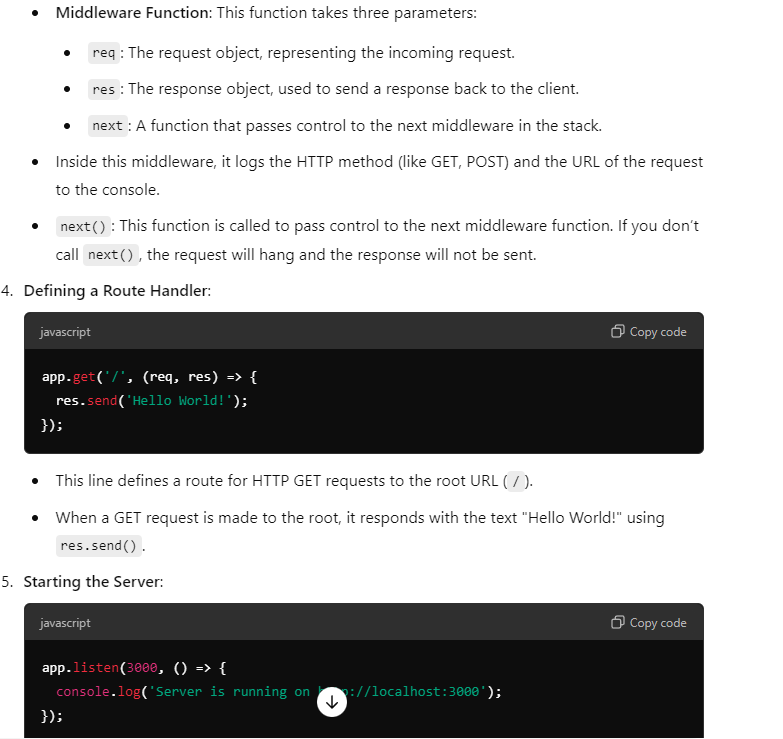 • Middleware Function: This function takes three parameters:
• req: The request object, representing the incoming request.
• res: The response object, used to send a response back to the client.
• next: A function that passes control to the next middleware in the stack.
• Inside this middleware, it logs the HTTP method (like GET, POST) and the URL of the request
to the console.
• next(): This function is called to pass control to the next middleware function. If you don't
call next(), the request will hang and the response will not be sent.
4. Defining a Route Handler:
javascript Copy code
app.get('/', (req, res) => {
  res.send('Hello World!');
});
• This line defines a route for HTTP GET requests to the root URL (/).
• When a GET request is made to the root, it responds with the text "Hello World!" using
res.send().
5. Starting the Server:
javascript Copy code
app.listen(3000, () => {
  console.log('Server is running on ://localhost:3000');
});